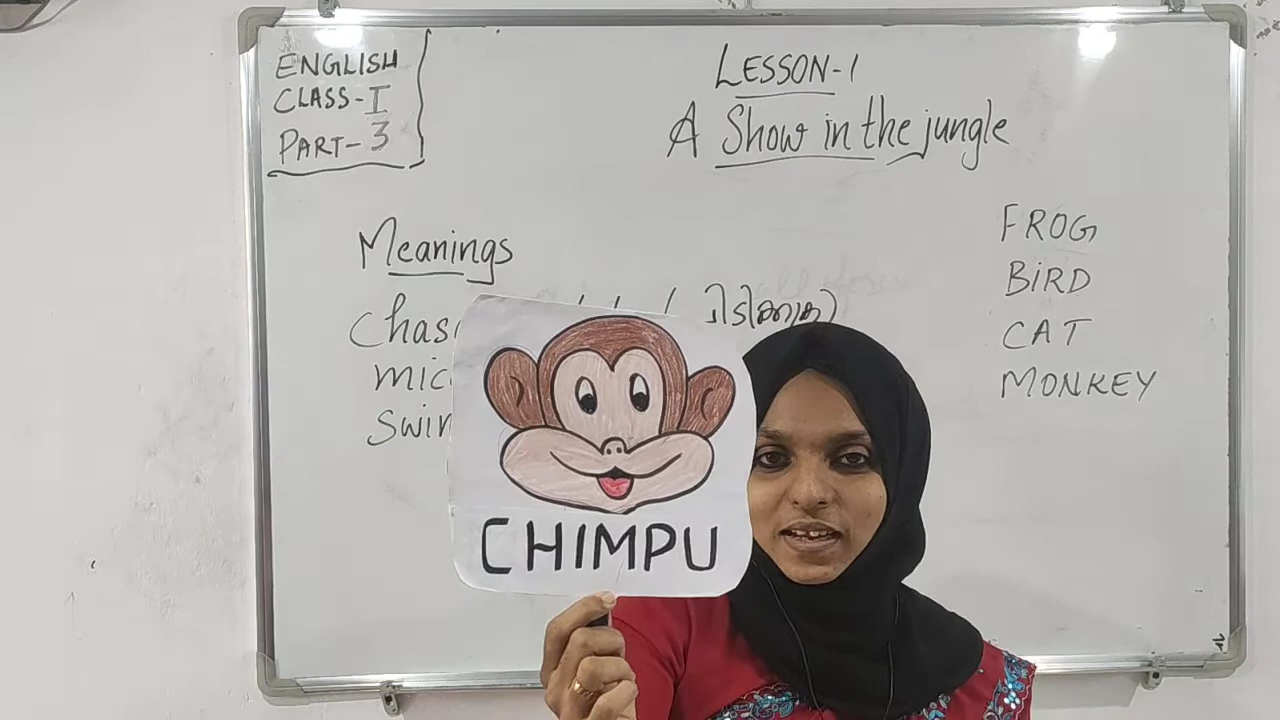 ENGLISH
CLASS-I
PART-3
LESSON-1
A Show in the jungle
Meanings
FROG
BiRD
CAT
MONKEY
CHIMPU